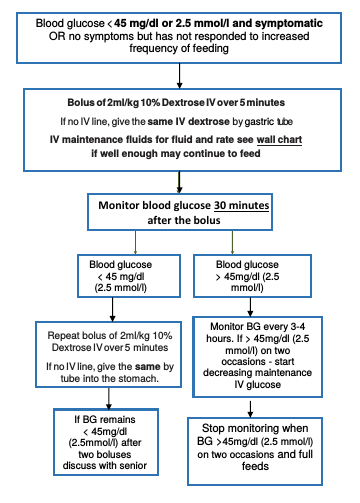 Blood glucose < 45 mg/dl or 2.5 mmol/l and symptomatic
OR no symptoms but has not responded to increased
frequency of feeding
Bolus of 2ml/kg 10% Dextrose IV over 5 minutes
If no IV line, give the same IV dextrose by gastric tube
IV maintenance fluids for fluid and rate see wall chart
if well enough may continue to feed
Monitor blood glucose 30 minutes
after the bolus
Blood glucose
< 45 mg/dl
(2.5 mmol/l)
Blood glucose
> 45mg/dl (2.5
mmol/l)
Repeat bolus of 2ml/kg 10%
Dextrose IV over 5 minutes
If no IV line, give the same by
tube into the stomach.
Monitor BG every 3-4
hours. If > 45mg/dl (2.5
mmol/l) on two
occasions - start
decreasing maintenance
IV glucose
If BG remains
< 45mg/dl
(2.5mmol/l) after
two boluses
discuss with senior
Stop monitoring when
BG >45mg/dl (2.5 mmol/l)
on two occasions and full
feeds